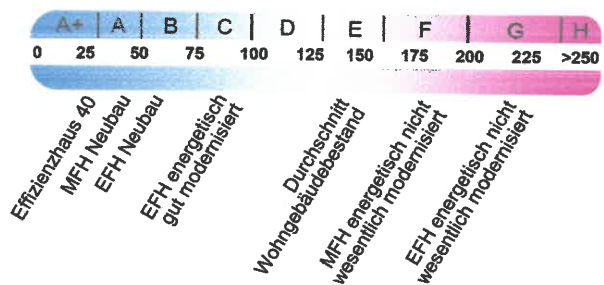 A+ A B C D E F G H
0 25 50 75 100 125 150 175 200 225 >250
Effizienzhaus 40
MFH Neubau
EFH Neubau
EFH energetisch
gut modernisiert
Durchschnitt
Wohngebäudebestand
MFH energetisch nicht
wesentlich modernisiert
EFH energetisch nicht
wesentlich modernisiert